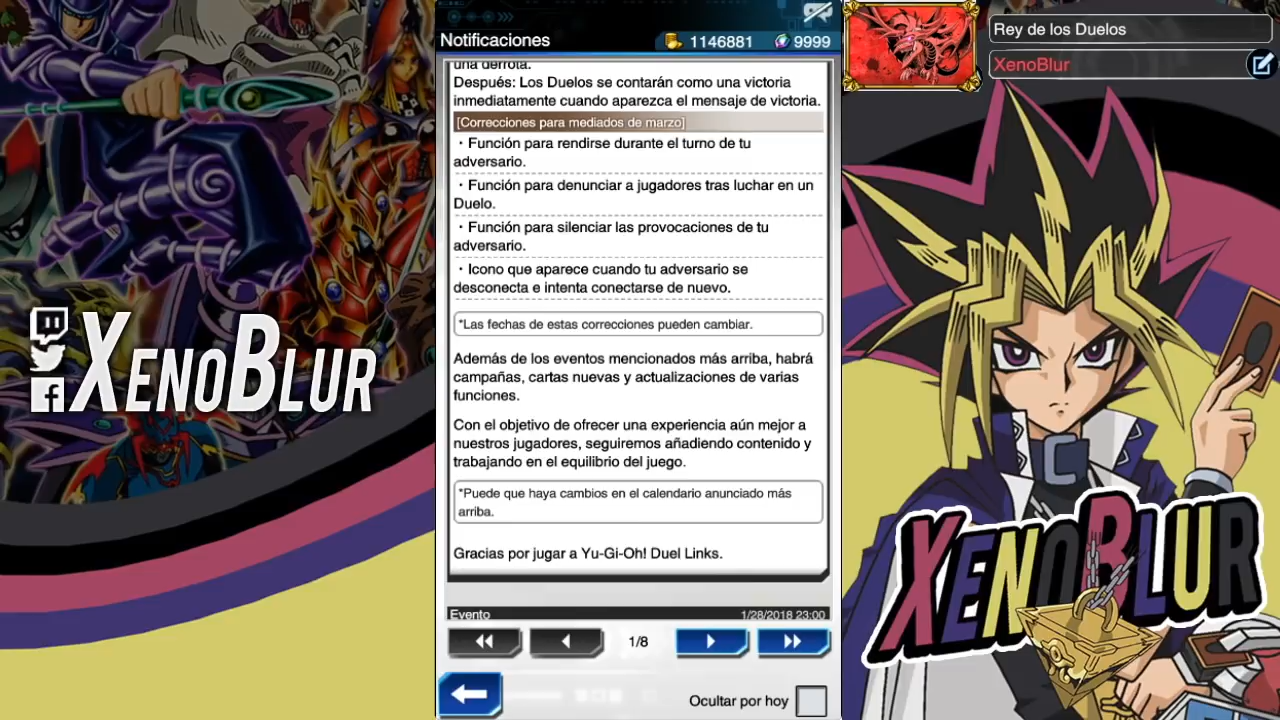 Notificaciones
1146881
9999
una derrota.
Después: Los Duelos se contarán como una victoria
inmediatamente cuando aparezca el mensaje de victoria.
[Correcciones para mediados de marzo]
・Función para rendirse durante el turno de tu
adversario.
・Función para denunciar a jugadores tras luchar en un
Duelo.
・Función para silenciar las provocaciones de tu
adversario.
・Icono que aparece cuando tu adversario se
desconecta e intenta conectarse de nuevo.
*Las fechas de estas correcciones pueden cambiar.
Además de los eventos mencionados más arriba, habrá
campañas, cartas nuevas y actualizaciones de varias
funciones.
Con el objetivo de ofrecer una experiencia aún mejor a
nuestros jugadores, seguiremos añadiendo contenido y
trabajando en el equilibrio del juego.
*Puede que haya cambios en el calendario anunciado más
arriba.
Gracias por jugar a Yu-Gi-Oh! Duel Links.
Evento 1/28/2018 23:00
1/8
Ocultar por hoy
Rey de los Duelos
XenoBlur
XENOBLUR
XENOBLUR